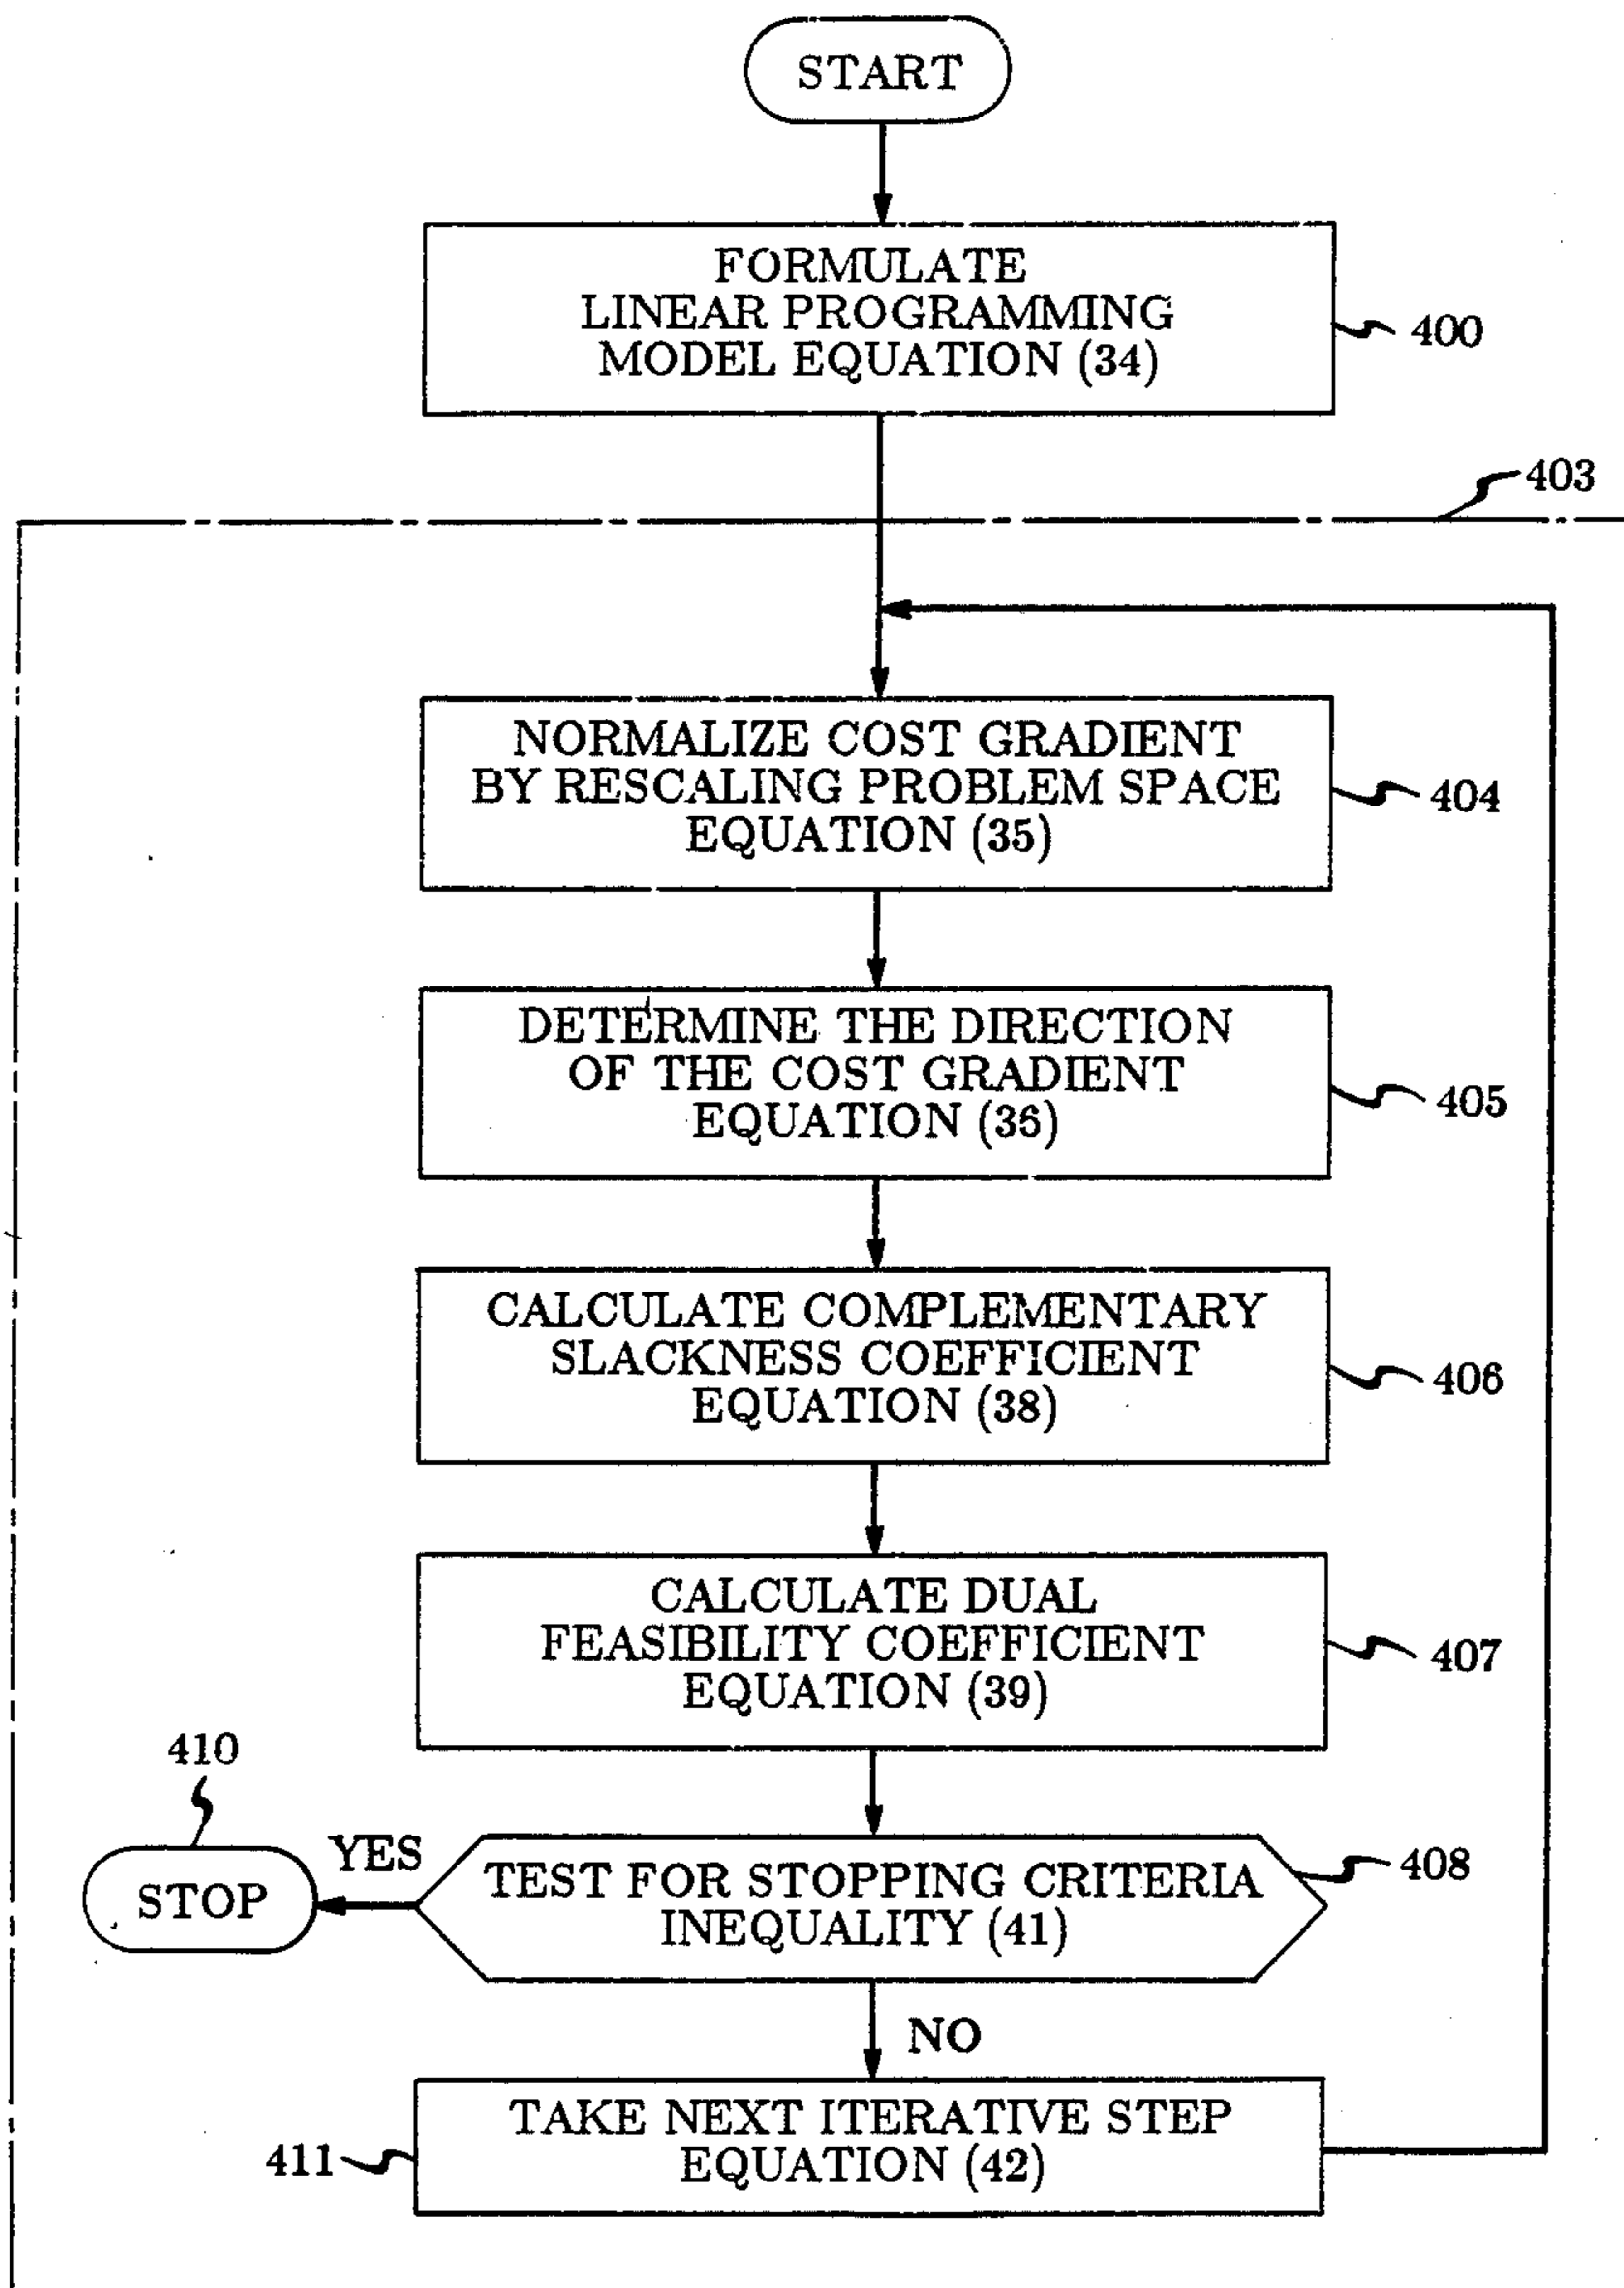 START
FORMULATE
LINEAR PROGRAMMING
MODEL EQUATION (34)
400
403
NORMALIZE COST GRADIENT
BY RESCALING PROBLEM SPACE
EQUATION (35)
404
DETERMINE THE DIRECTION
OF THE COST GRADIENT
EQUATION (36)
405
CALCULATE COMPLEMENTARY
SLACKNESS COEFFICIENT
EQUATION (38)
406
CALCULATE DUAL
FEASIBILITY COEFFICIENT
EQUATION (39)
407
410
STOP
YES
TEST FOR STOPPING CRITERIA
INEQUALITY (41)
408
NO
TAKE NEXT ITERATIVE STEP
EQUATION (42)
411